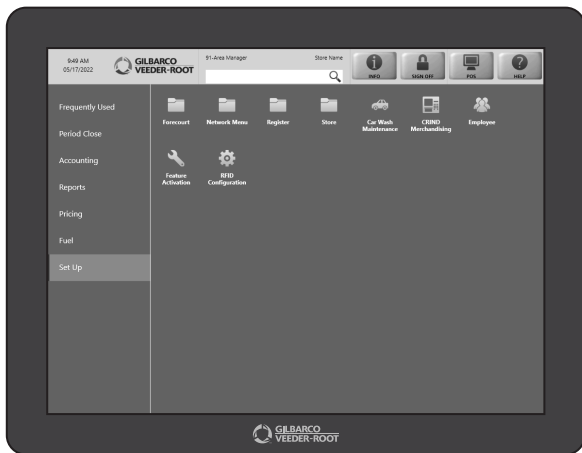 9:49 AM
05/17/2022
GILBARCO
VEEDER-ROOT
91-Area Manager
Store Name
INFO
SIGN OFF
POS
HELP
Frequently Used
Period Close
Accounting
Reports
Pricing
Fuel
Set Up
Forecourt
Network Menu
Register
Store
Car Wash
Maintenance
CRIND
Merchandising
Employee
Feature
Activation
RFID
Configuration
GILBARCO
VEEDER-ROOT